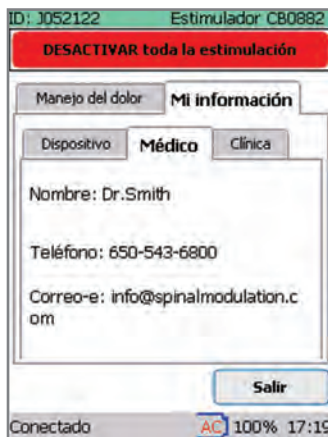 ID: J052122 Estimulador CB0882
DESACTIVAR toda la estimulación
Manejo del dolor Mi información
Dispositivo Médico Clínica
Nombre: Dr.Smith
Teléfono: 650-543-6800
Correo-e: info@spinalmodulation.c
om
Salir
Conectado AC 100% 17:19